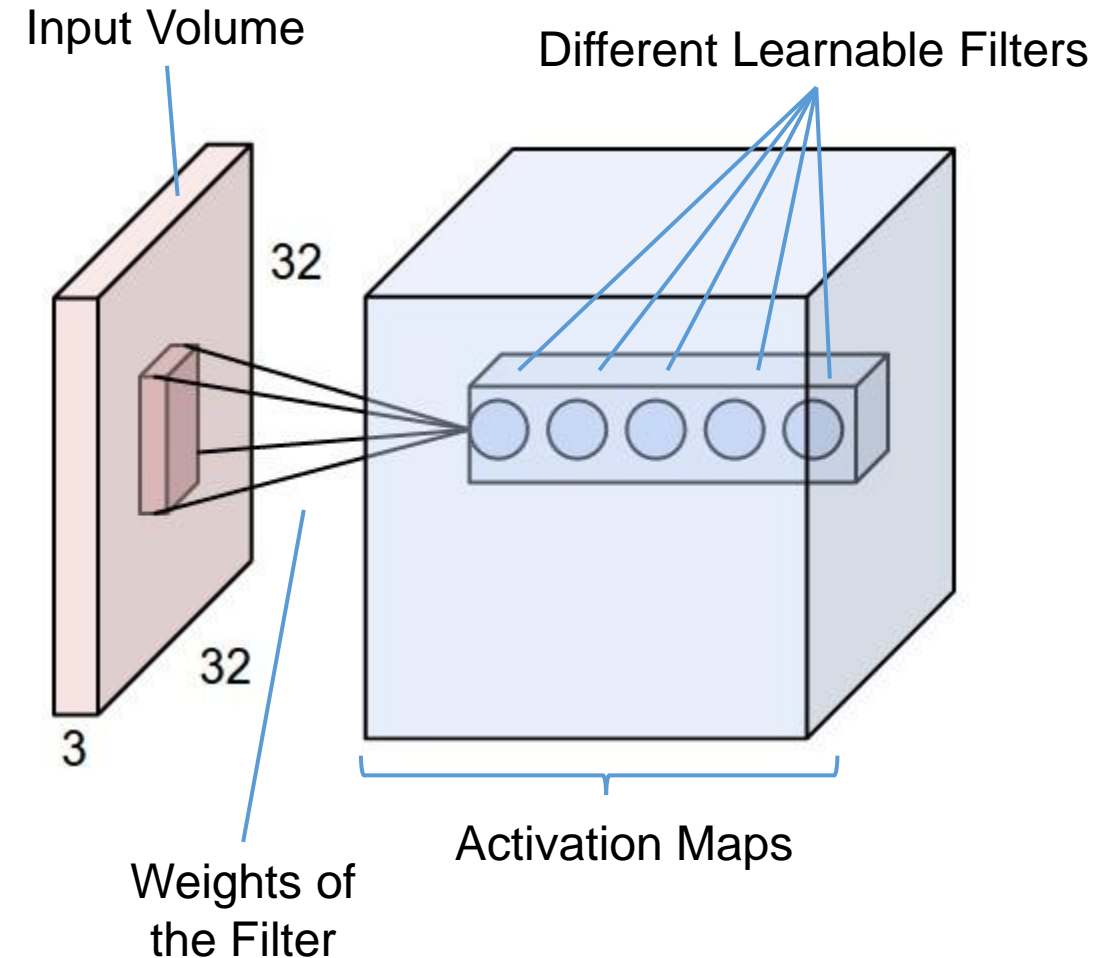 Input Volume
Different Learnable Filters
32
32
3
Activation Maps
Weights of
the Filter